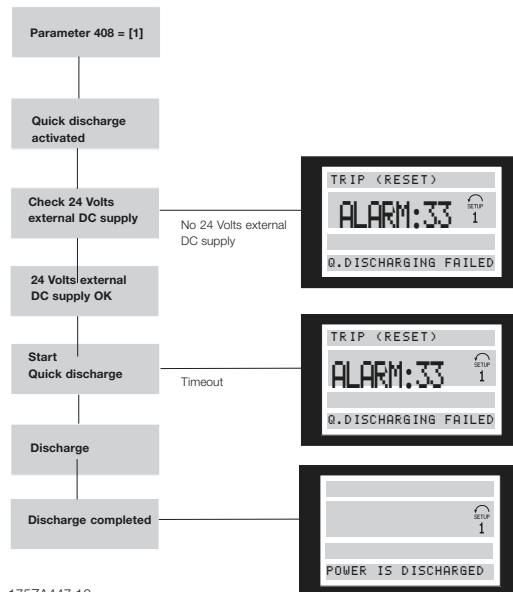 Parameter 408 = [1]
Quick discharge
activated
Check 24 Volts
external DC supply
No 24 Volts external
DC supply
TRIP (RESET)
ALARM:33
SETUP
1
Q.DISCHARGING FAILED
24 Volts external
DC supply OK
Start
Quick discharge
Timeout
TRIP (RESET)
ALARM:33
SETUP
1
Q.DISCHARGING FAILED
Discharge
Discharge completed
SETUP
1
POWER IS DISCHARGED